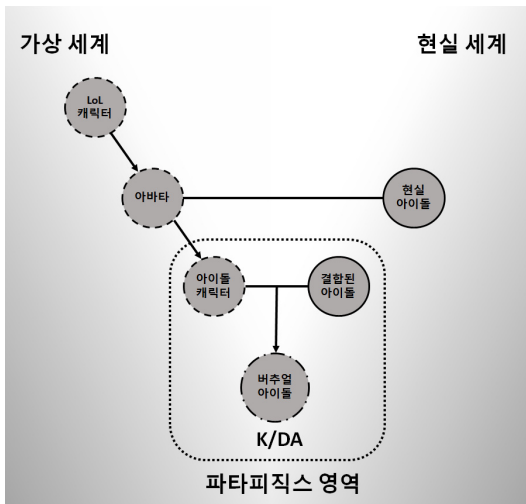 가상 세계
현실 세계
LoL
캐릭터
아바타
현실
아이돌
아이돌
캐릭터
결합된
아이돌
버추얼
아이돌
K/DA
파타피직스 영역